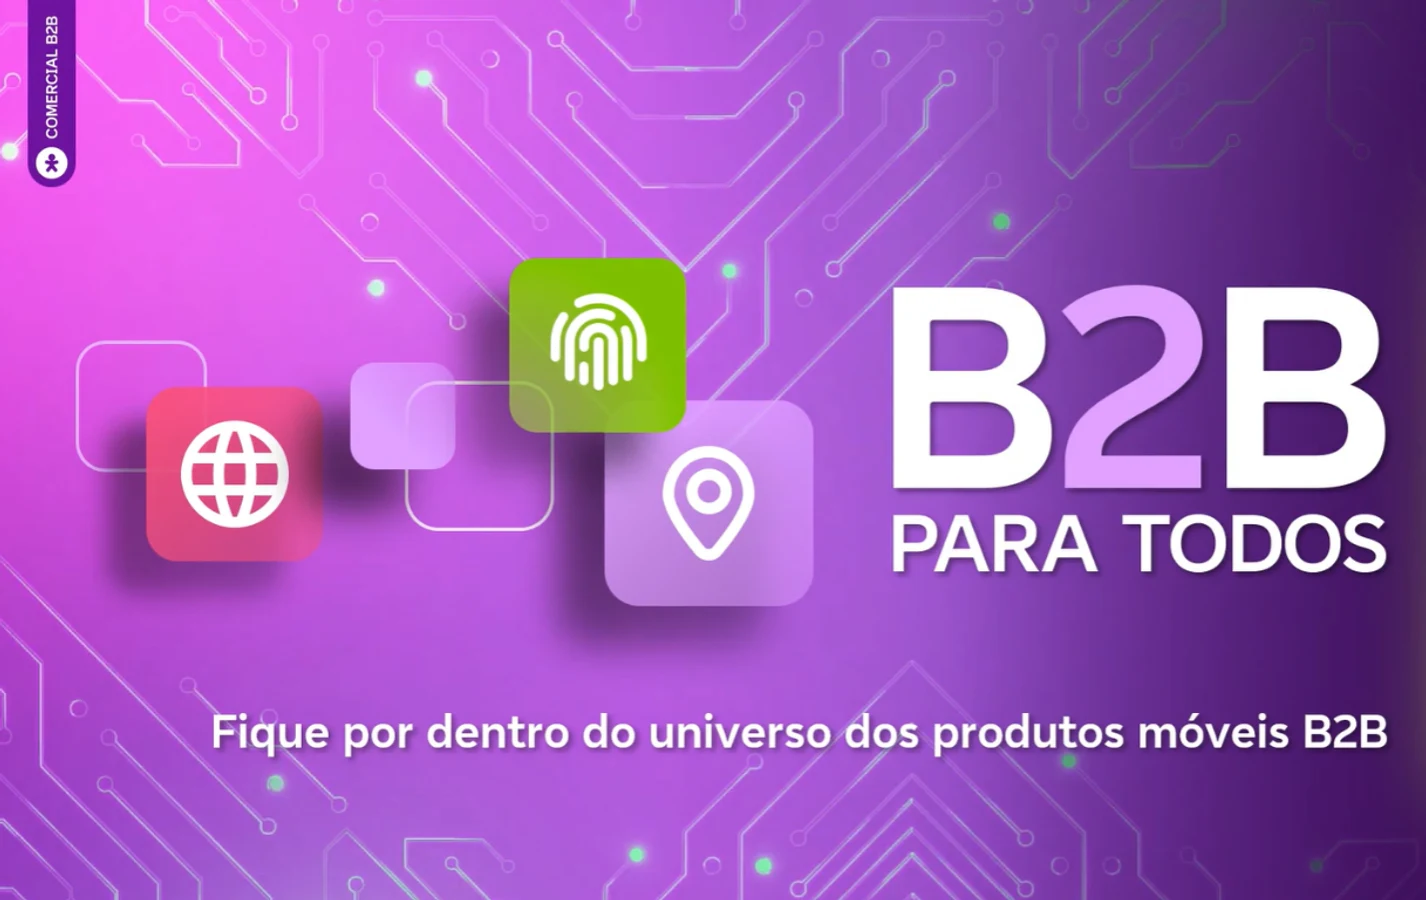 COMERCIAL B2B
B2B
PARA TODOS
Fique por dentro do universo dos produtos móveis B2B